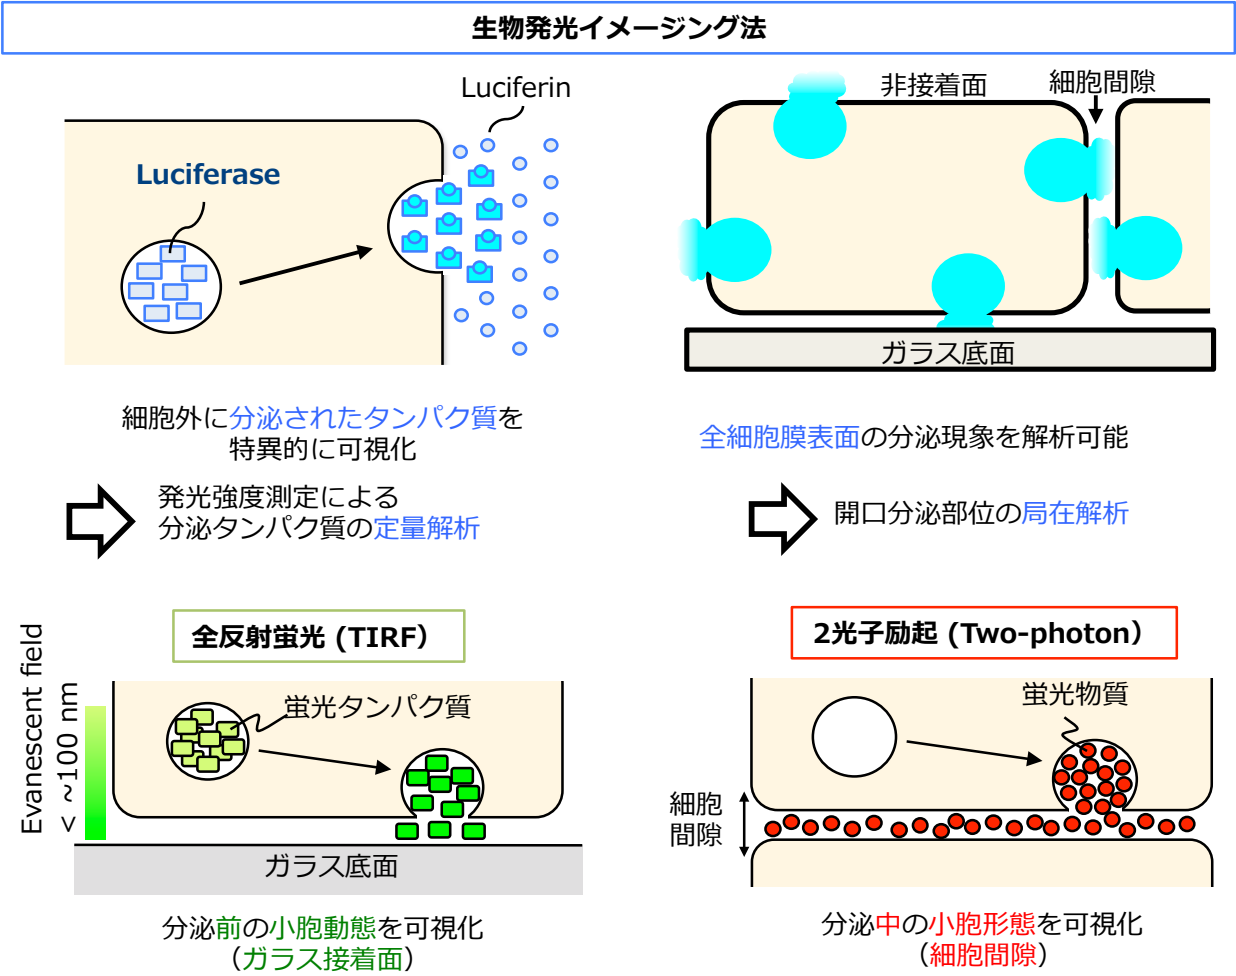 生物発光イメージング法
Luciferin
Luciferase
非接着面
細胞間隙
ガラス底面
細胞外に分泌されたタンパク質を
特異的に可視化
発光強度測定による
分泌タンパク質の定量解析
全細胞膜表面の分泌現象を解析可能
開口分泌部位の局在解析
全反射蛍光 (TIRF）
Evanescent field
< ~100 nm
蛍光タンパク質
ガラス底面
分泌前の小胞動態を可視化
（ガラス接着面）
2光子励起 (Two-photon）
蛍光物質
細胞
間隙
分泌中の小胞形態を可視化
（細胞間隙）